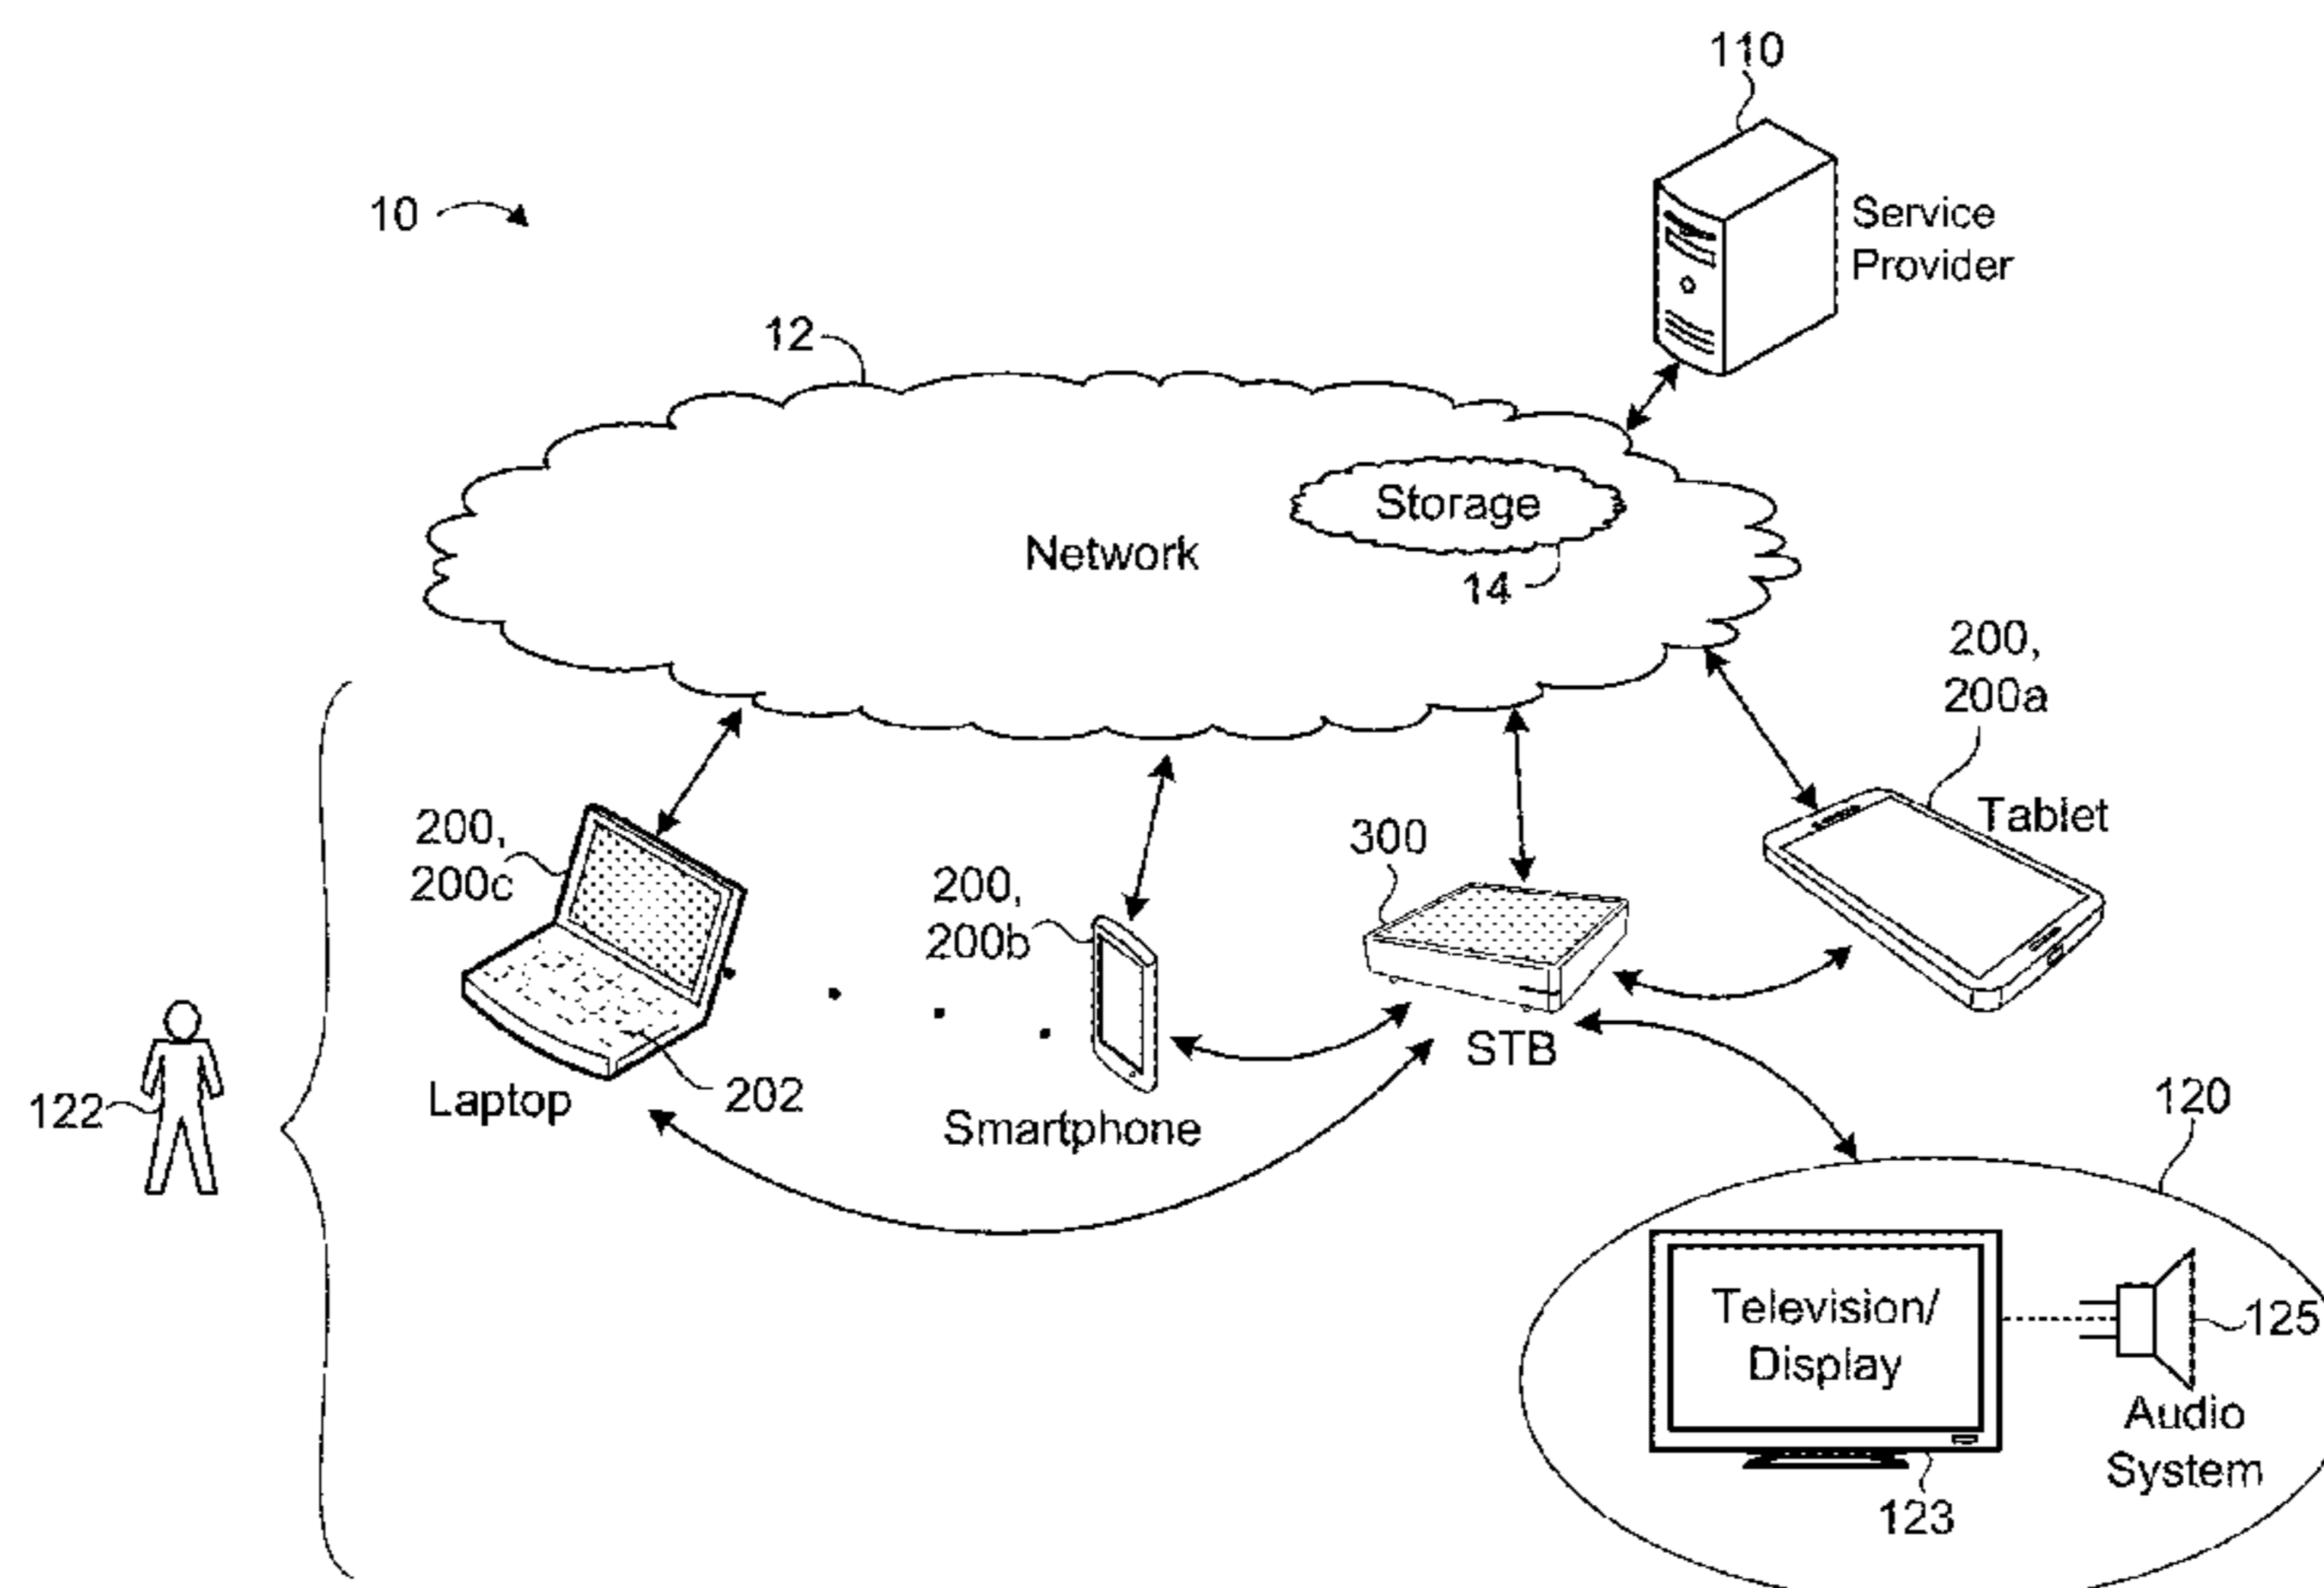 110
10
Service
Provider
12
Storage
Network
14
200,
200a
Tablet
200,
200c
300
200,
200b
STB
202
Laptop
122
Smartphone
120
Television/
Display
125
Audio
System
123